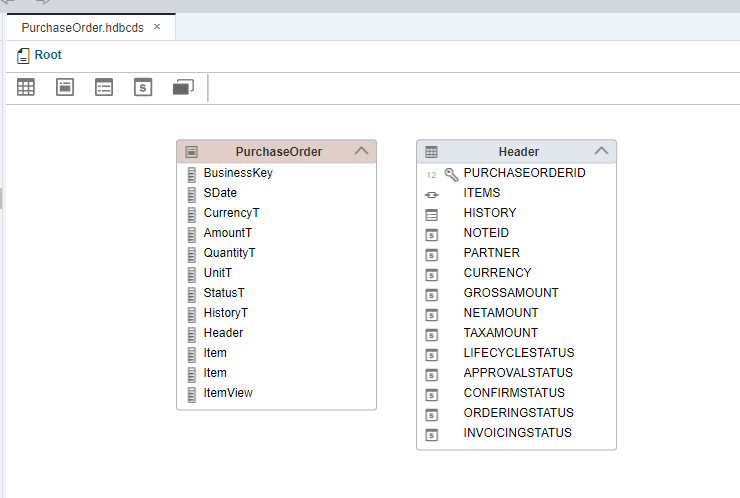 PurchaseOrder.hdbcds ×
Root
S
PurchaseOrder
BusinessKey
SDate
CurrencyT
AmountT
QuantityT
UnitT
StatusT
HistoryT
Header
Item
Item
ItemView
Header
12 PURCHASEORDERID
ITEMS
HISTORY
S NOTEID
S PARTNER
S CURRENCY
S GROSSAMOUNT
S NETAMOUNT
S TAXAMOUNT
S LIFECYCLESTATUS
S APPROVALSTATUS
S CONFIRMSTATUS
S ORDERINGSTATUS
S INVOICINGSTATUS